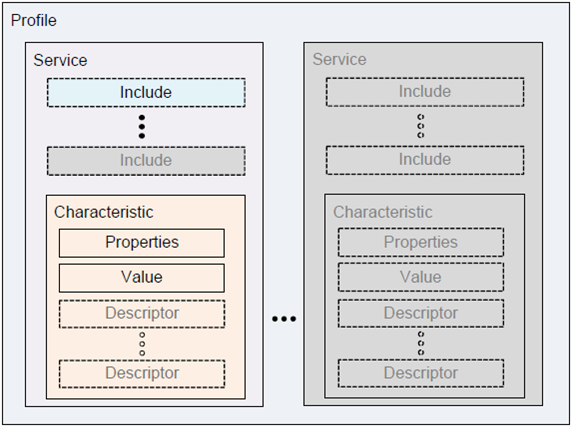 Profile
Service
Include
Include
Characteristic
Properties
Value
Descriptor
Descriptor
Service
Include
Include
Characteristic
Properties
Value
Descriptor
Descriptor